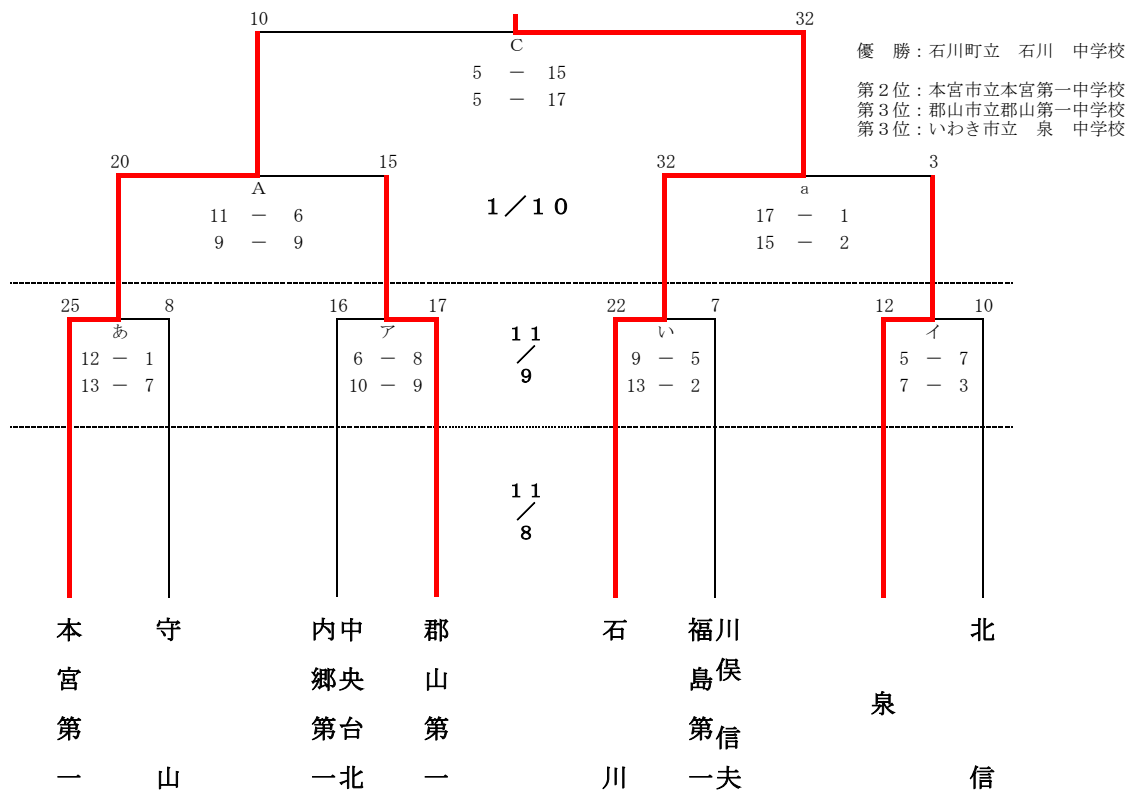 10
32
C
5 － 15
5 － 17
優　勝：石川町立　石川　中学校
第２位：本宮市立本宮第一中学校
第３位：郡山市立郡山第一中学校
第３位：いわき市立　泉　中学校
20
15
32
3
A
11 － 6
9 － 9
１／１０
a
17 － 1
15 － 2
25
8
16
17
22
7
12
10
あ
12 － 1
13 － 7
ア
6 － 8
10 － 9
１１
／
９
い
9 － 5
13 － 2
イ
5 － 7
7 － 3
１１
／
８
本宮第一
守山
内郷第一
中央台北
郡山第一
石川
福島第一
川俣信夫
泉
北信